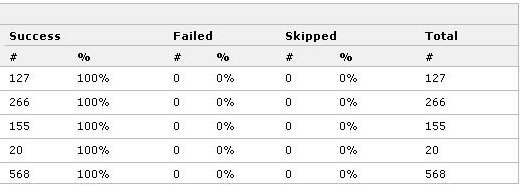 Success Failed Skipped Total
# % # % # % #
127 100% 0 0% 0 0% 127
266 100% 0 0% 0 0% 266
155 100% 0 0% 0 0% 155
20 100% 0 0% 0 0% 20
568 100% 0 0% 0 0% 568